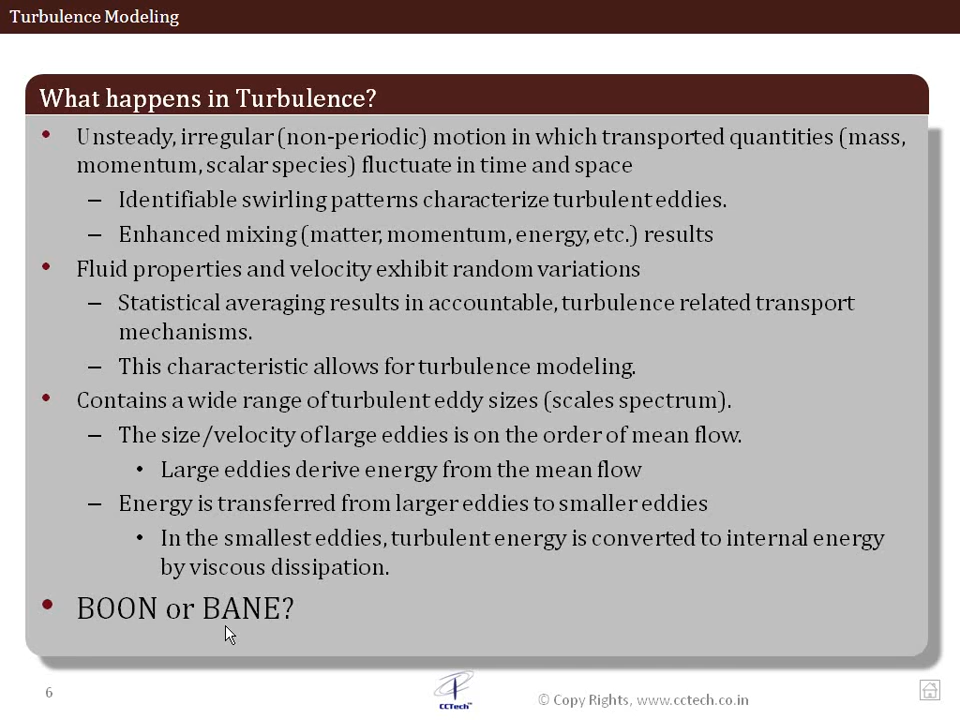 Turbulence Modeling
What happens in Turbulence?
• Unsteady, irregular (non-periodic) motion in which transported quantities (mass,
momentum, scalar species) fluctuate in time and space
– Identifiable swirling patterns characterize turbulent eddies.
– Enhanced mixing (matter, momentum, energy, etc.) results
• Fluid properties and velocity exhibit random variations
– Statistical averaging results in accountable, turbulence related transport
mechanisms.
– This characteristic allows for turbulence modeling.
• Contains a wide range of turbulent eddy sizes (scales spectrum).
– The size/velocity of large eddies is on the order of mean flow.
• Large eddies derive energy from the mean flow
– Energy is transferred from larger eddies to smaller eddies
• In the smallest eddies, turbulent energy is converted to internal energy
by viscous dissipation.
• BOON or BANE?
6
CCTech™
© Copy Rights, www.cctech.co.in